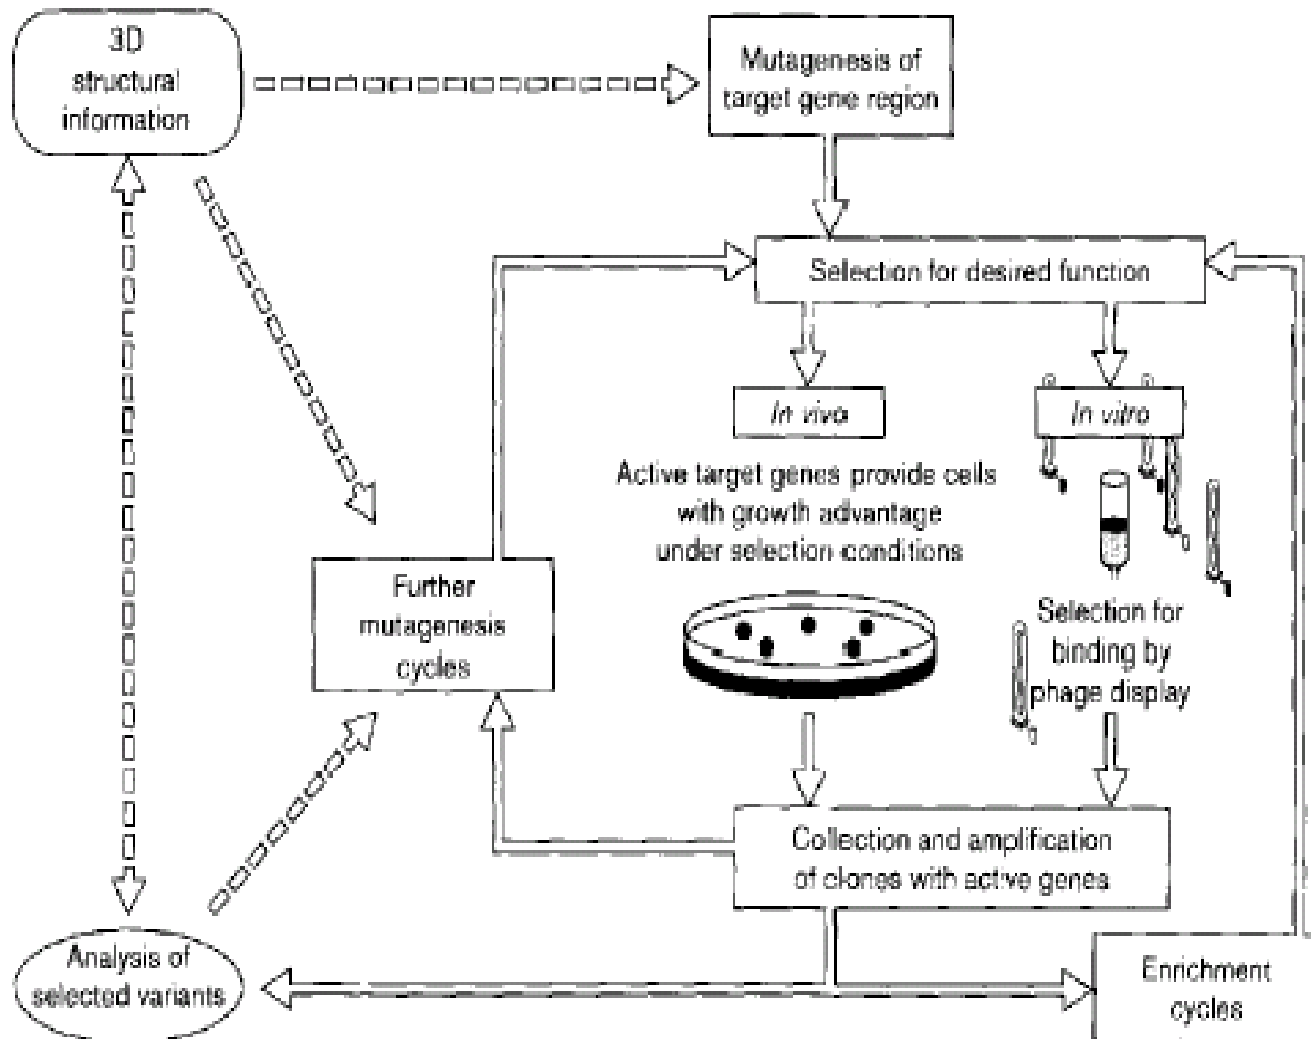 3D
structural
information
Mutagenesis of
target gene region
Selection for desired function
In vivo
In vitro
Active target genes provide cells
with growth advantage
under selection conditions
Further
mutagenesis
cycles
Selection for
binding by
phage display
Collection and amplification
of clones with active genes
Analysis of
selected variants
Enrichment
cycles